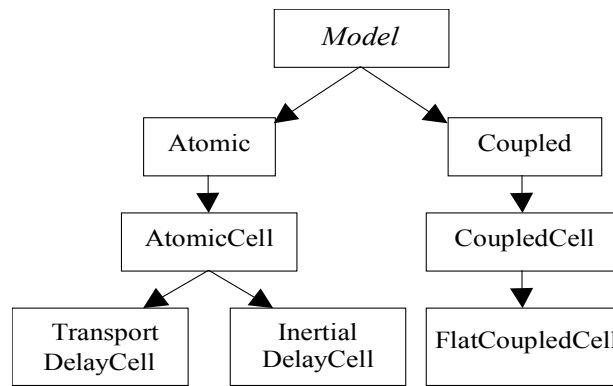 Model
Atomic
Coupled
AtomicCell
CoupledCell
Transport
DelayCell
Inertial
DelayCell
FlatCoupledCell